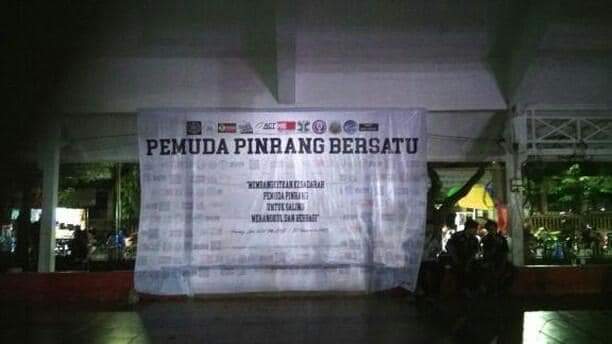 PEMUDA PINRANG BERSATU
"MEMBANGKITKAN KESADARAN
PEMUDA PINRANG
UNTUK SALING
MERANGKUL DAN BERBAGI"